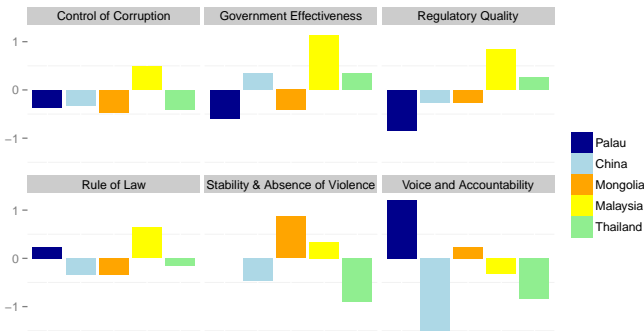 Control of Corruption Government Effectiveness Regulatory Quality
1
0
−1
Rule of Law Stability & Absence of Violence Voice and Accountability
1
0
−1
Palau
China
Mongolia
Malaysia
Thailand